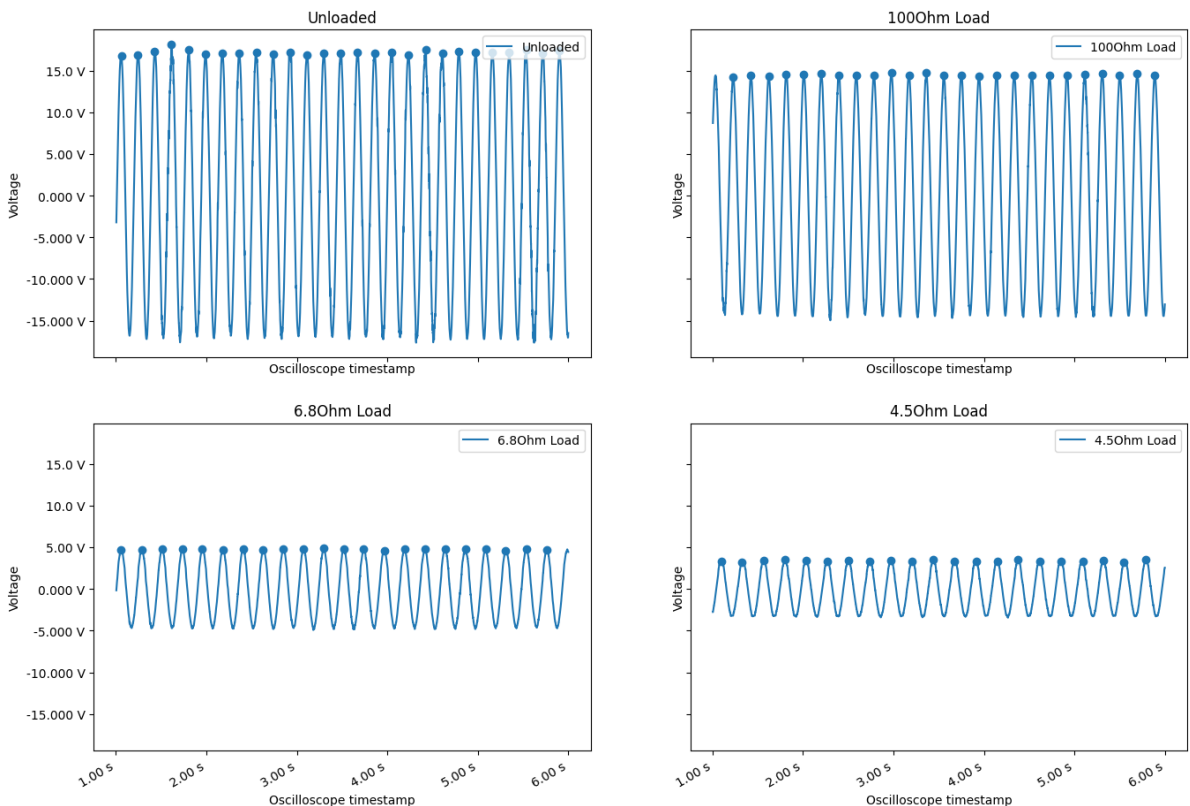 Unloaded
Unloaded
15.0 V
10.0 V
5.00 V
0.000 V
-5.000 V
-10.000 V
-15.000 V
Voltage
Oscilloscope timestamp
100Ohm Load
100Ohm Load
Voltage
Oscilloscope timestamp
6.8Ohm Load
6.8Ohm Load
15.0 V
10.0 V
5.00 V
0.000 V
-5.000 V
-10.000 V
-15.000 V
Voltage
1.00 s
2.00 s
3.00 s
4.00 s
5.00 s
6.00 s
Oscilloscope timestamp
4.5Ohm Load
4.5Ohm Load
Voltage
1.00 s
2.00 s
3.00 s
4.00 s
5.00 s
6.00 s
Oscilloscope timestamp